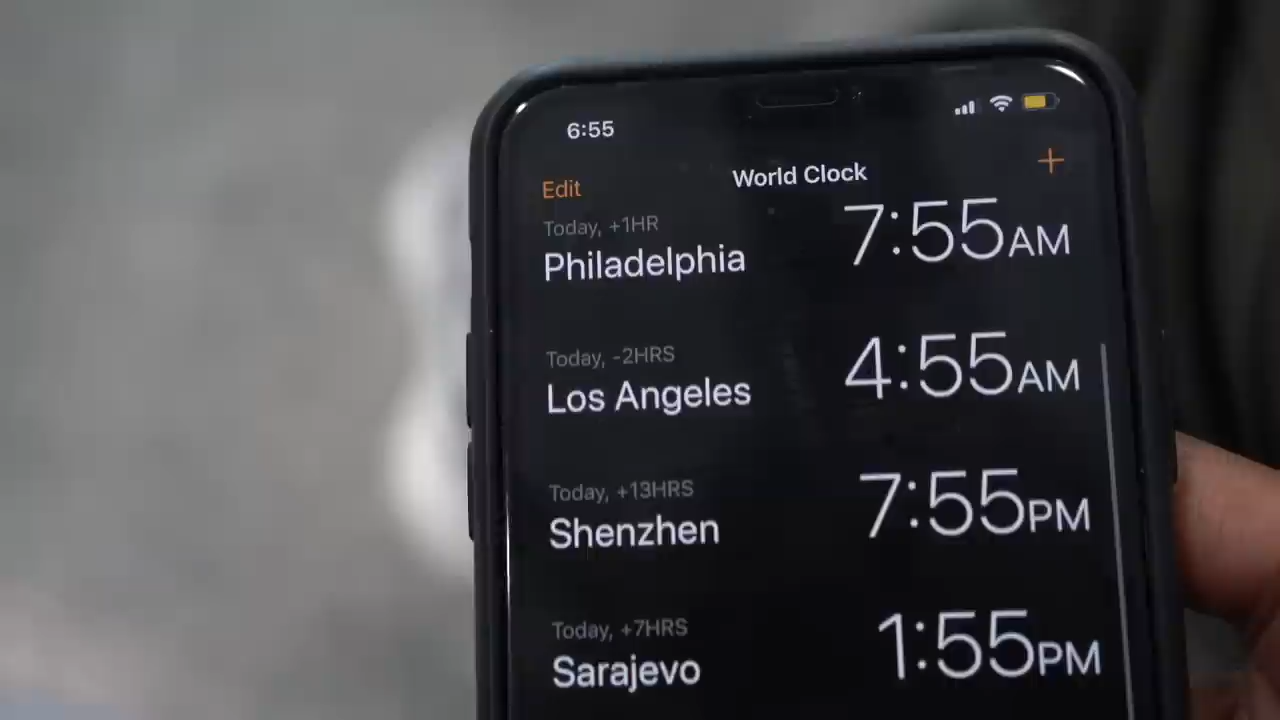 6:55
Edit
World Clock
+
Today, +1HR
Philadelphia
7:55AM
Today, -2HRS
Los Angeles
4:55AM
Today, +13HRS
Shenzhen
7:55PM
Today, +7HRS
Sarajevo
1:55PM